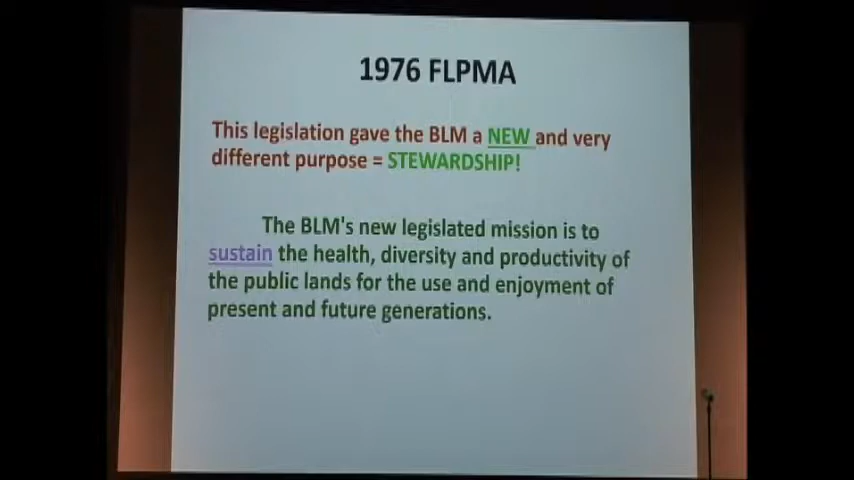 1976 FLPMA
This legislation gave the BLM a NEW and very
different purpose = STEWARDSHIP!
The BLM's new legislated mission is to
sustain the health, diversity and productivity of
the public lands for the use and enjoyment of
present and future generations.